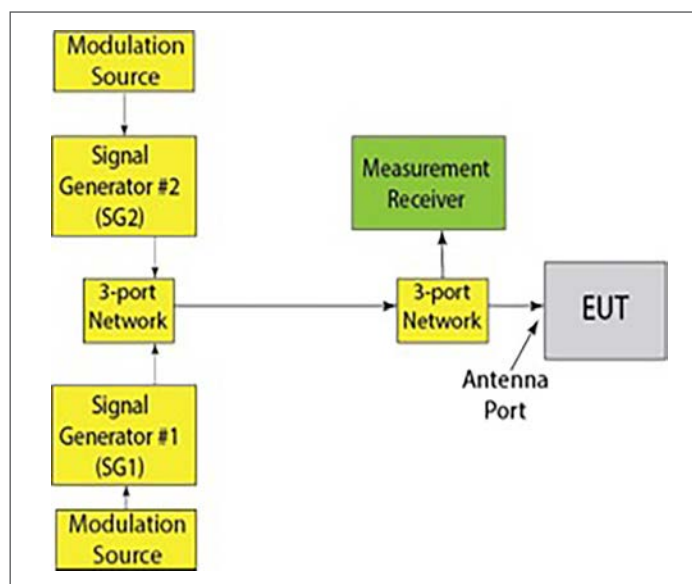 Modulation
Source
Signal
Generator #2
(SG2)
Measurement
Receiver
3-port
Network
3-port
Network
EUT
Antenna
Port
Signal
Generator #1
(SG1)
Modulation
Source